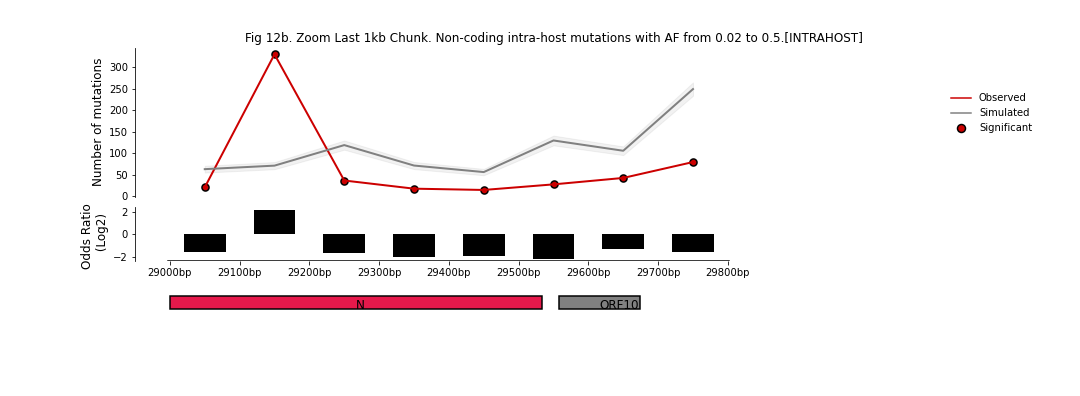 Fig 12b. Zoom Last 1kb Chunk. Non-coding intra-host mutations with AF from 0.02 to 0.5.[INTRAHOST]
Number of mutations
300
250
200
150
100
50
0
Observed
Simulated
Significant
Odds Ratio
(Log2)
2
0
−2
29000bp 29100bp 29200bp 29300bp 29400bp 29500bp 29600bp 29700bp 29800bp
N ORF10